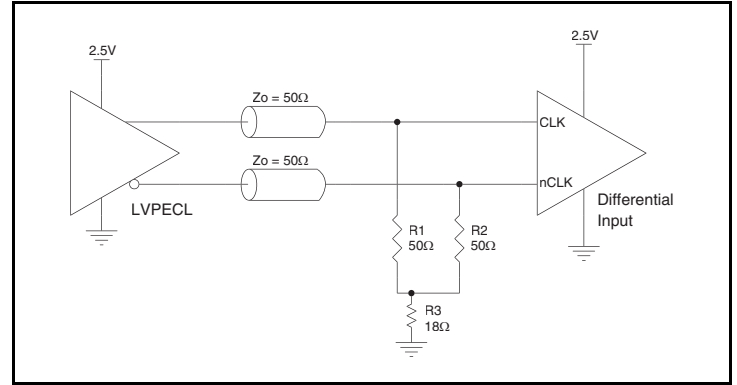 2.5V
2.5V
Zo = 50Ω
CLK
Zo = 50Ω
nCLK
LVPECL
Differential
Input
R1
50Ω
R2
50Ω
R3
18Ω